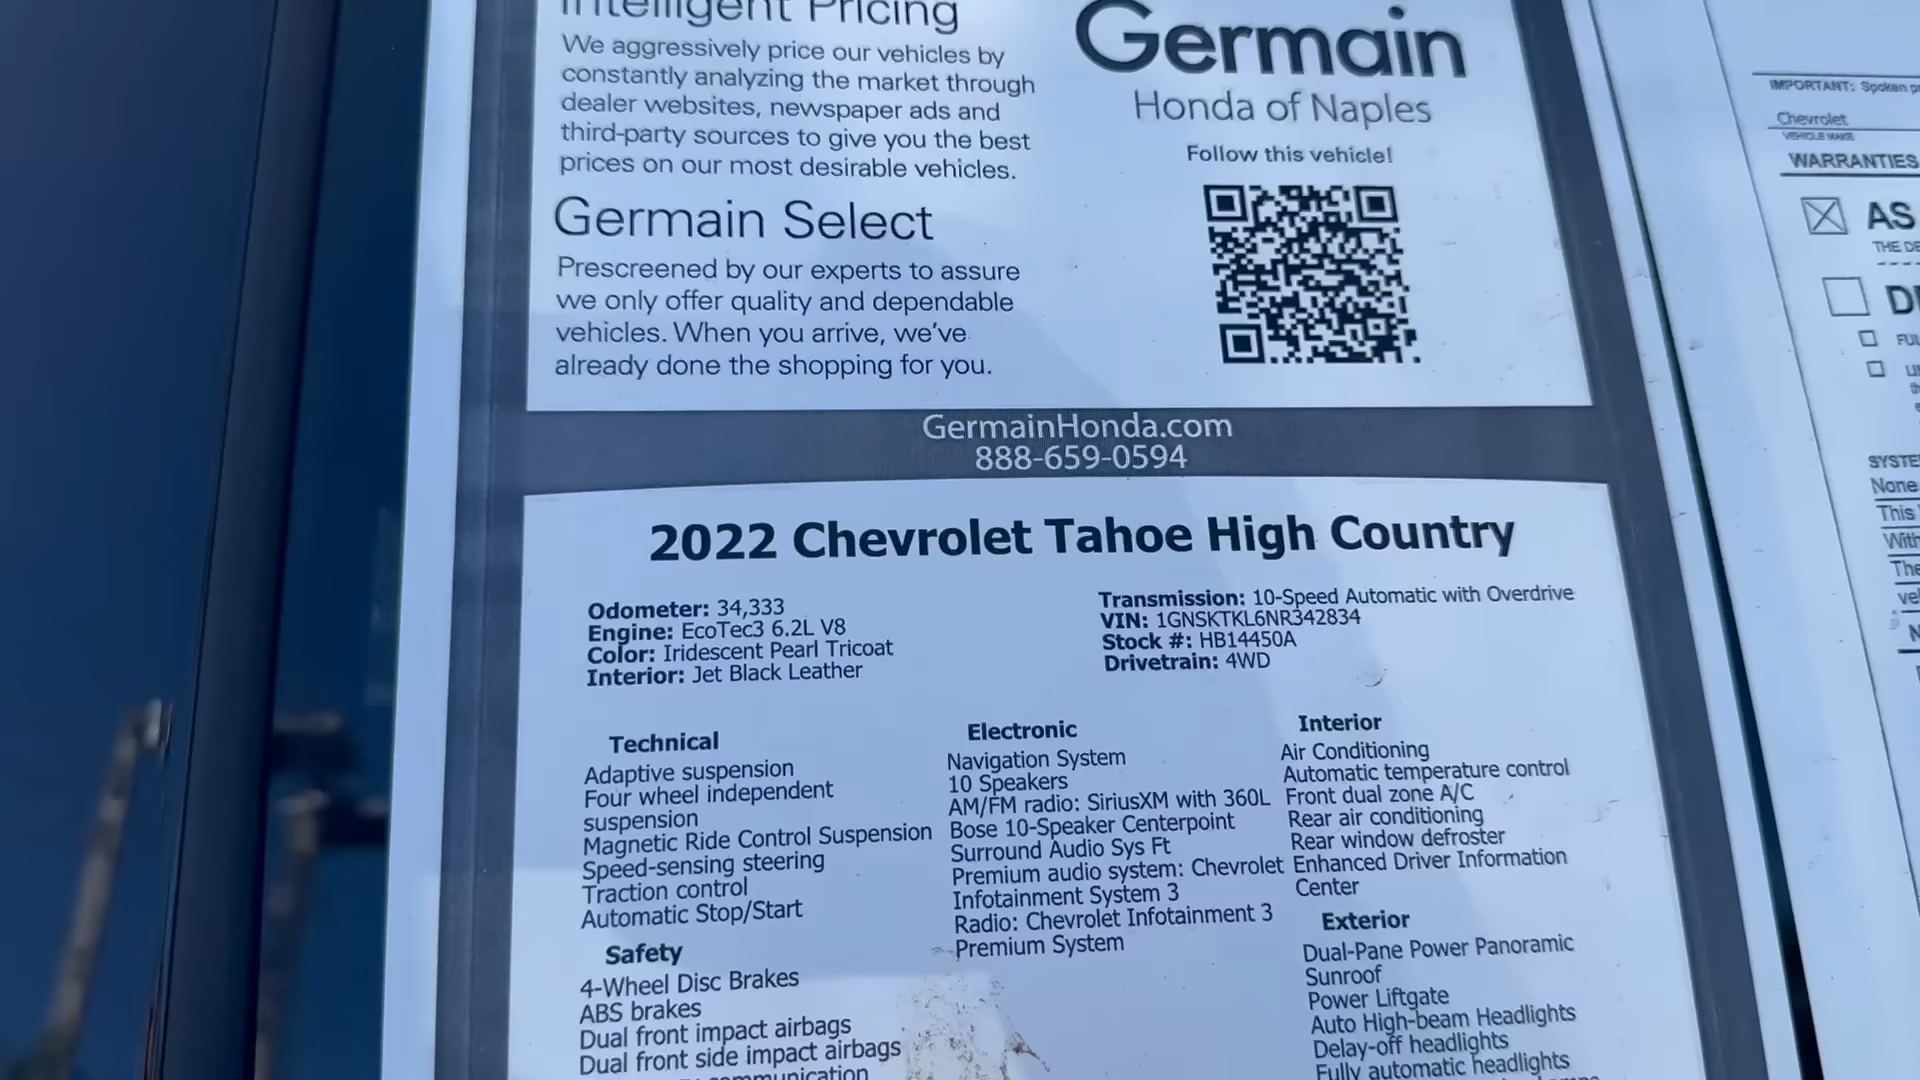 Intelligent Pricing
We aggressively price our vehicles by
constantly analyzing the market through
dealer websites, newspaper ads and
third-party sources to give you the best
prices on our most desirable vehicles.
Germain Select
Prescreened by our experts to assure
we only offer quality and dependable
vehicles. When you arrive, we've
already done the shopping for you.
Germain
Honda of Naples
Follow this vehicle!
GermainHonda.com
888-659-0594
2022 Chevrolet Tahoe High Country
Odometer: 34,333
Engine: EcoTec3 6.2L V8
Color: Iridescent Pearl Tricoat
Interior: Jet Black Leather
Transmission: 10-Speed Automatic with Overdrive
VIN: 1GNSKTKL6NR342834
Stock #: HB14450A
Drivetrain: 4WD
Technical
Adaptive suspension
Four wheel independent
suspension
Magnetic Ride Control Suspension
Speed-sensing steering
Traction control
Automatic Stop/Start
Safety
4-Wheel Disc Brakes
ABS brakes
Dual front impact airbags
Dual front side impact airbags
communication
Electronic
Navigation System
10 Speakers
AM/FM radio: SiriusXM with 360L
Bose 10-Speaker Centerpoint
Surround Audio Sys Ft
Premium audio system: Chevrolet
Infotainment System 3
Radio: Chevrolet Infotainment 3
Premium System
Interior
Air Conditioning
Automatic temperature control
Front dual zone A/C
Rear air conditioning
Rear window defroster
Enhanced Driver Information
Center
Exterior
Dual-Pane Power Panoramic
Sunroof
Power Liftgate
Auto High-beam Headlights
Delay-off headlights
Fully automatic headlights
IMPORTANT: Spoken
Chevrolet
VEHICLE MAKE
WARRANTIES
AS
THE
SYSTE
None
This
With
The